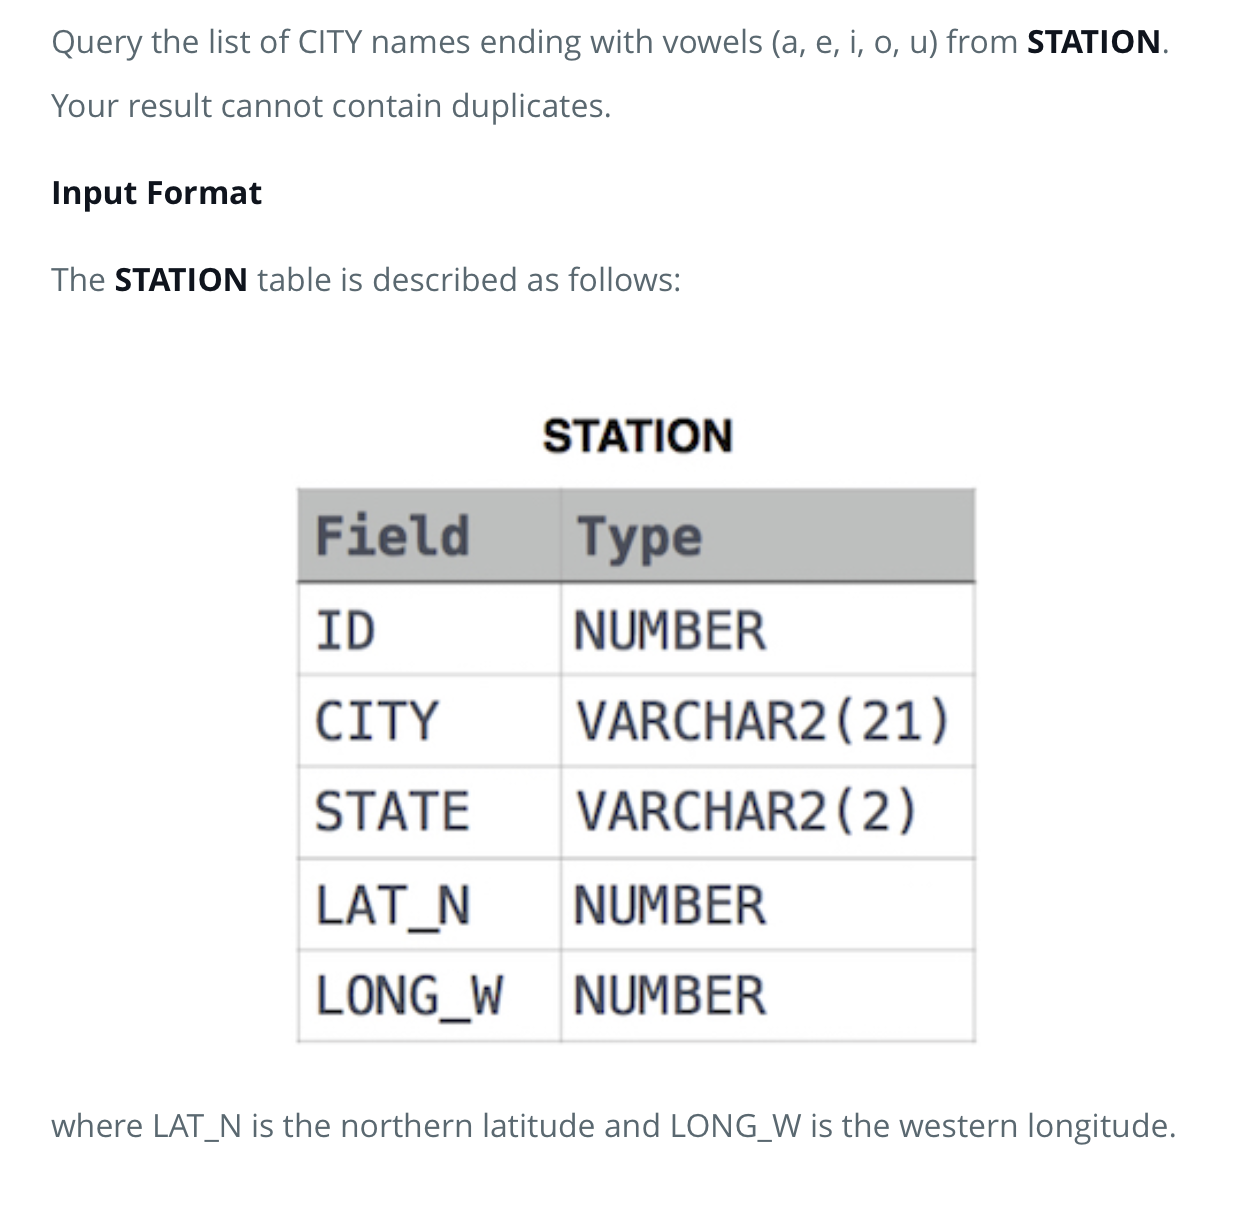 Query the list of CITY names ending with vowels (a, e, i, o, u) from STATION.
Your result cannot contain duplicates.
Input Format
The STATION table is described as follows:
STATION
Field Type
ID NUMBER
CITY VARCHAR2(21)
STATE VARCHAR2(2)
LAT_N NUMBER
LONG_W NUMBER
where LAT_N is the northern latitude and LONG_W is the western longitude.